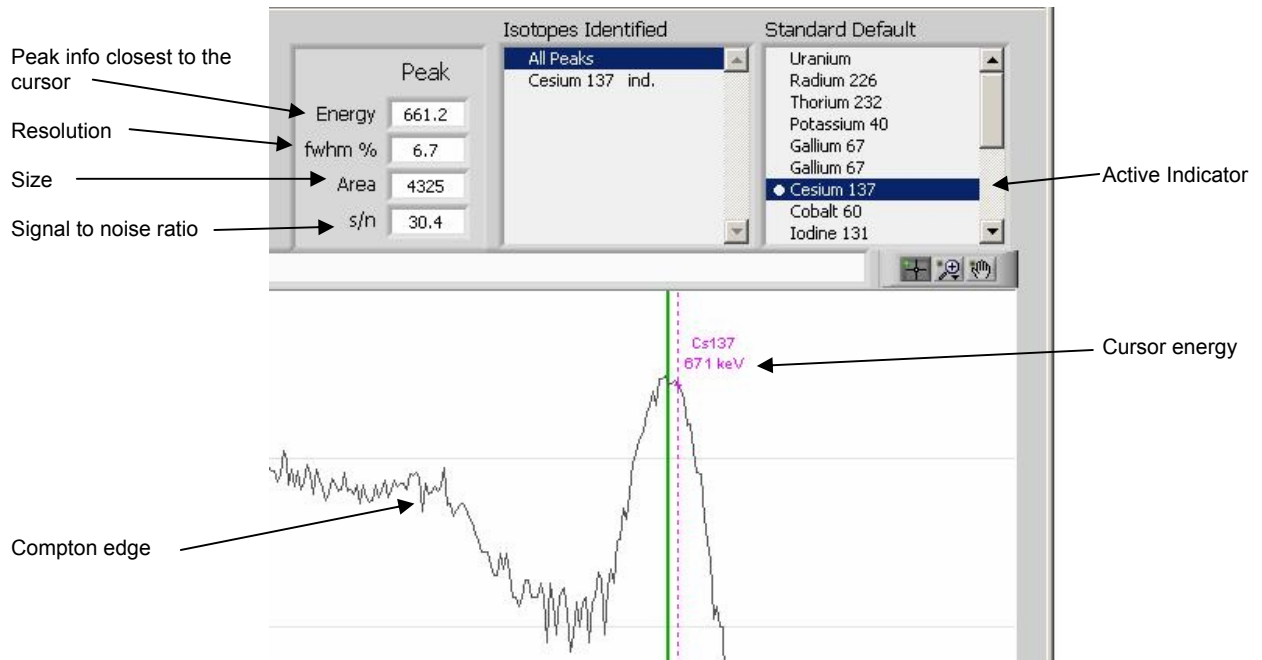 Isotopes Identified
Standard Default
Peak info closest to the
cursor
Resolution
Size
Signal to noise ratio
Peak
Energy 661.2
fwhm % 6.7
Area 4325
s/n 30.4
All Peaks
Cesium 137 ind.
Uranium
Radium 226
Thorium 232
Potassium 40
Gallium 67
Gallium 67
Cesium 137
Cobalt 60
Iodine 131
Active Indicator
Cs137
671 keV
Cursor energy
Compton edge